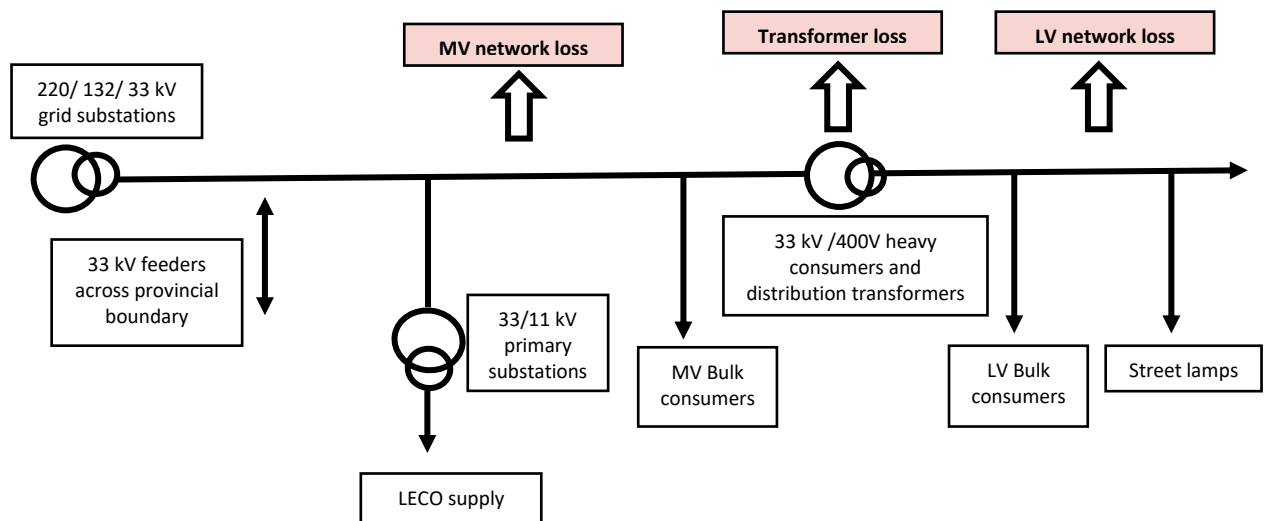 MV network loss
Transformer loss
LV network loss
220/ 132/ 33 kV
grid substations
33 kV feeders
across provincial
boundary
33/11 kV
primary
substations
33 kV /400V heavy
consumers and
distribution transformers
MV Bulk
consumers
LV Bulk
consumers
Street lamps
LECO supply